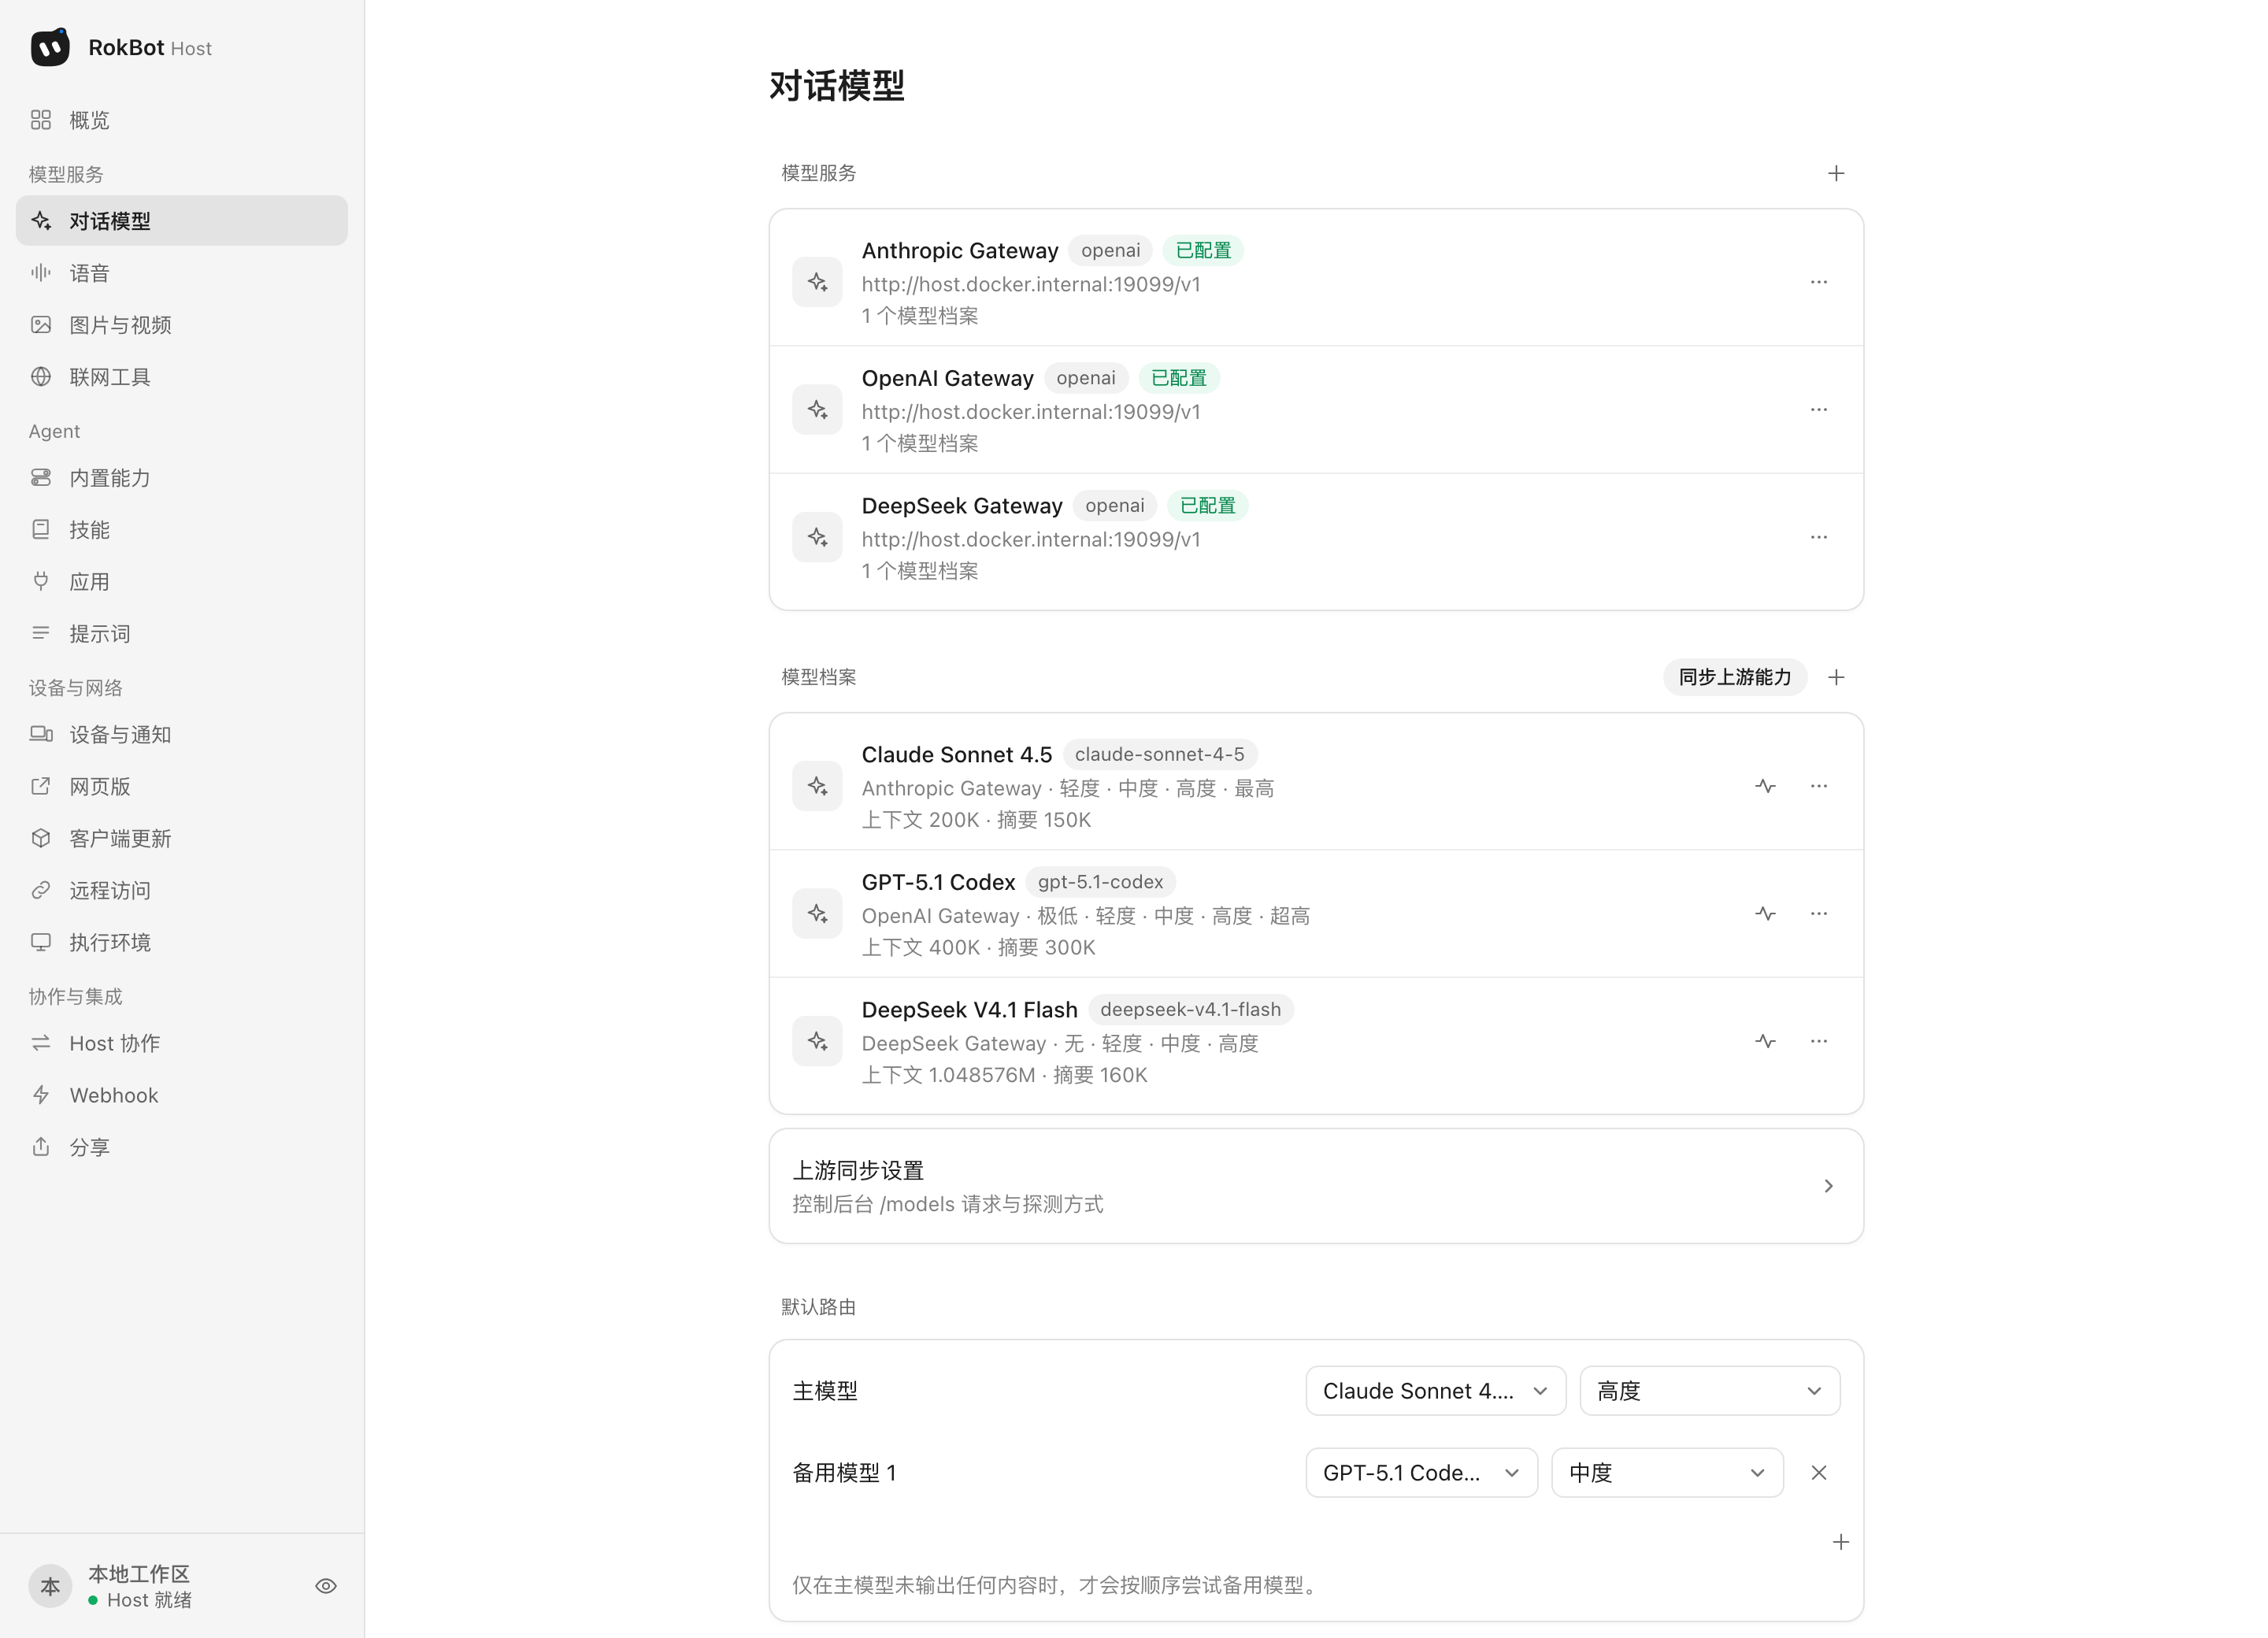 RokBot Host
概览
模型服务
对话模型
语音
图片与视频
联网工具
Agent
内置能力
技能
应用
提示词
设备与网络
设备与通知
网页版
客户端更新
远程访问
执行环境
协作与集成
Host 协作
Webhook
分享
本
本地工作区
Host 就绪
对话模型
模型服务
Anthropic Gateway openai 已配置
http://host.docker.internal:19099/v1
1 个模型档案
OpenAI Gateway openai 已配置
http://host.docker.internal:19099/v1
1 个模型档案
DeepSeek Gateway openai 已配置
http://host.docker.internal:19099/v1
1 个模型档案
模型档案 同步上游能力
Claude Sonnet 4.5 claude-sonnet-4-5
Anthropic Gateway · 轻度 · 中度 · 高度 · 最高
上下文 200K · 摘要 150K
GPT-5.1 Codex gpt-5.1-codex
OpenAI Gateway · 极低 · 轻度 · 中度 · 高度 · 超高
上下文 400K · 摘要 300K
DeepSeek V4.1 Flash deepseek-v4.1-flash
DeepSeek Gateway · 无 · 轻度 · 中度 · 高度
上下文 1.048576M · 摘要 160K
上游同步设置
控制后台 /models 请求与探测方式
默认路由
主模型 Claude Sonnet 4.... 高度
备用模型 1 GPT-5.1 Code... 中度
仅在主模型未输出任何内容时，才会按顺序尝试备用模型。